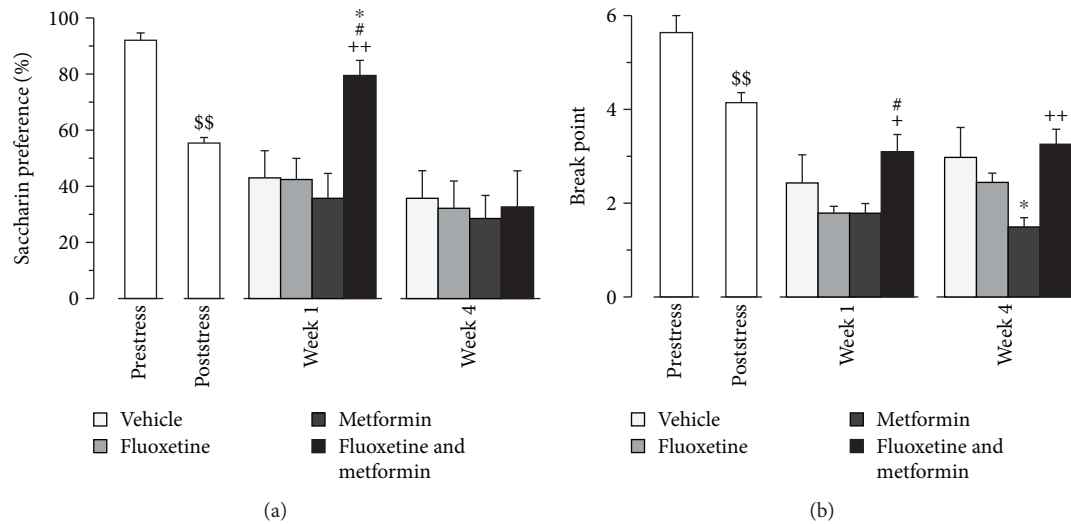 Saccharin preference (%)
100
80
60
40
20
0
$$
*
#
++
Prestress
Poststress
Week 1
Week 4
Vehicle
Fluoxetine
Metformin
Fluoxetine and
metformin
(a)
Break point
6
4
2
0
$$
#
+
*
++
Prestress
Poststress
Week 1
Week 4
Vehicle
Fluoxetine
Metformin
Fluoxetine and
metformin
(b)